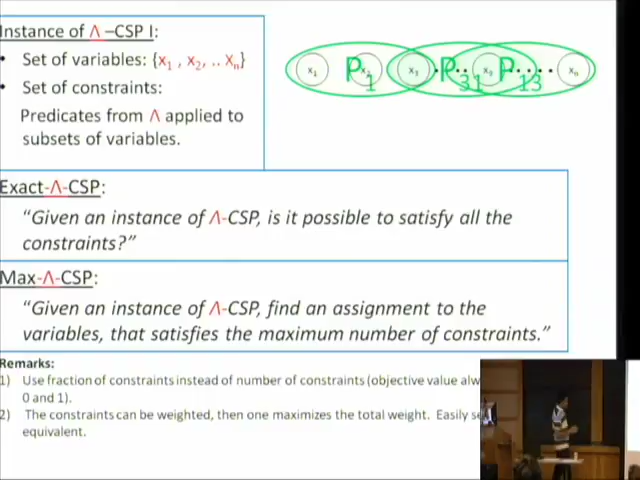 Instance of Λ –CSP I:
• Set of variables: {x1 , x2, .. Xn}
• Set of constraints:
Predicates from Λ applied to
subsets of variables.
x1 P1 x3 P31 P13 xn
Exact-Λ-CSP:
“Given an instance of Λ-CSP, is it possible to satisfy all the
constraints?”
Max-Λ-CSP:
“Given an instance of Λ-CSP, find an assignment to the
variables, that satisfies the maximum number of constraints.”
Remarks:
1) Use fraction of constraints instead of number of constraints (objective value
0 and 1).
2) The constraints can be weighted, then one maximizes the total weight. Easily
equivalent.